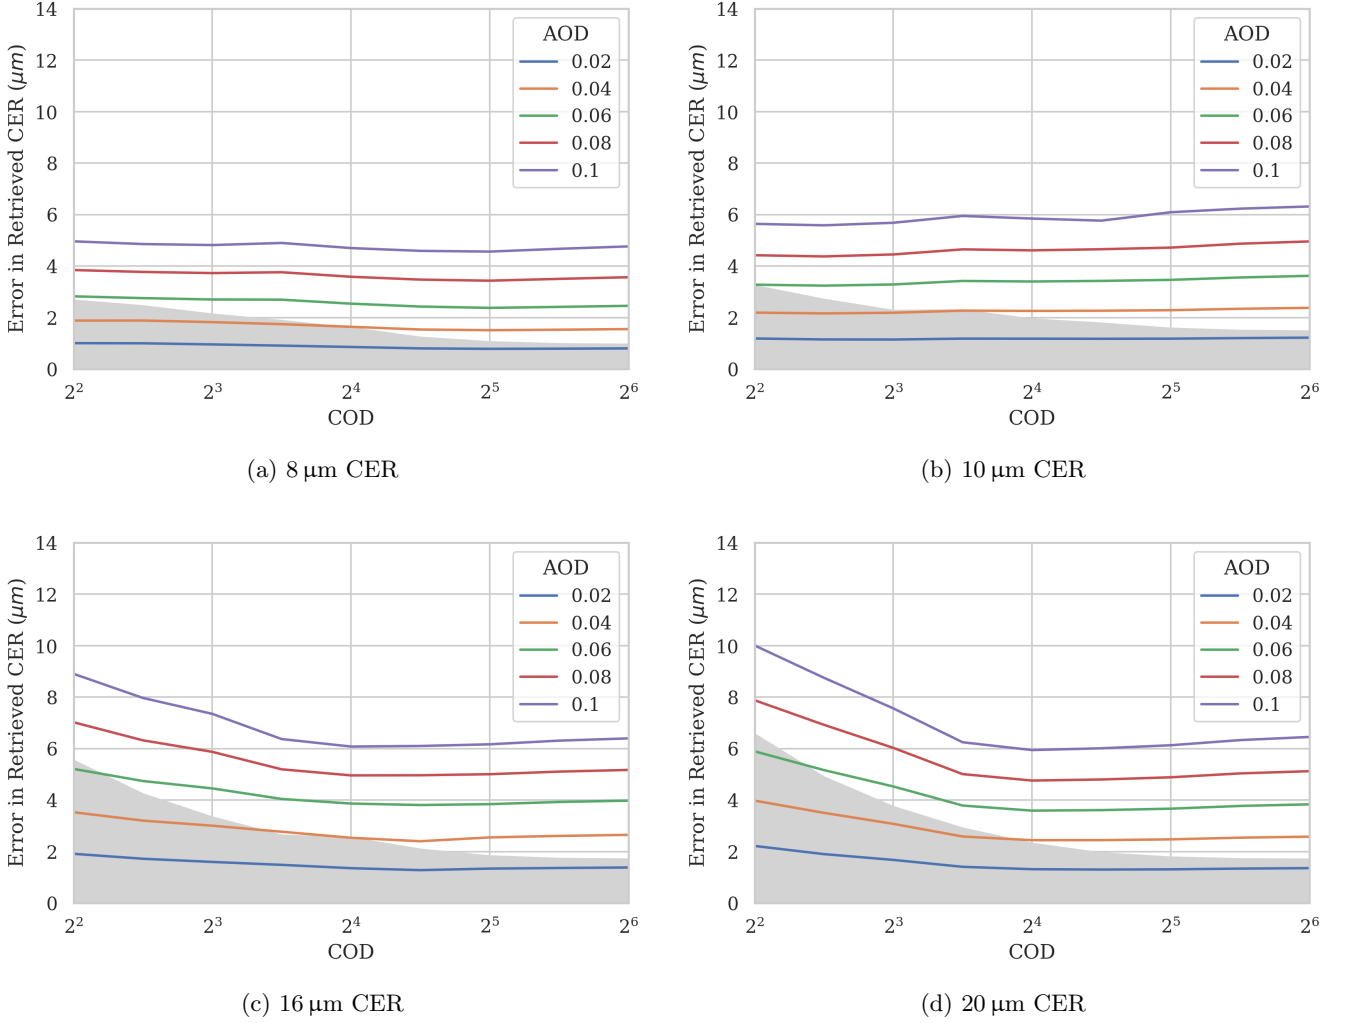 14
12
10
8
6
4
2
0
Error in Retrieved CER (μm)
AOD
0.02
0.04
0.06
0.08
0.1
2² 2³ 2⁴ 2⁵ 2⁶
COD
(a) 8 μm CER
14
12
10
8
6
4
2
0
Error in Retrieved CER (μm)
AOD
0.02
0.04
0.06
0.08
0.1
2² 2³ 2⁴ 2⁵ 2⁶
COD
(b) 10 μm CER
14
12
10
8
6
4
2
0
Error in Retrieved CER (μm)
AOD
0.02
0.04
0.06
0.08
0.1
2² 2³ 2⁴ 2⁵ 2⁶
COD
(c) 16 μm CER
14
12
10
8
6
4
2
0
Error in Retrieved CER (μm)
AOD
0.02
0.04
0.06
0.08
0.1
2² 2³ 2⁴ 2⁵ 2⁶
COD
(d) 20 μm CER